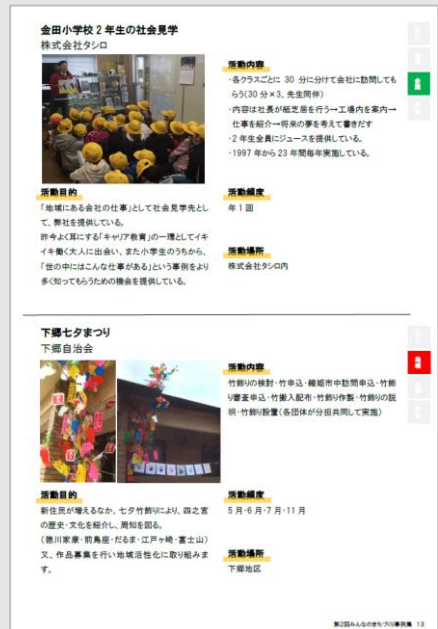 金田小学校2年生の社会見学
株式会社タシロ
活動内容
・各クラスごとに 30 分に分けて会社に訪問しても
らう(30 分×3、先生同伴)
・内容は社長が紙芝居を行う→工場内を案内→
仕事を紹介→将来の夢を考えて書きだす
・2 年生全員にジュースを提供している。
・1997 年から 23 年間毎年実施している。
活動目的
「地域にある会社の仕事」として社会見学先とし
て、弊社を提供している。
昨今よく耳にする「キャリア教育」の一環としてイキ
イキ働く大人に出会い、また小学生のうちから、
「世の中にはこんな仕事がある」という事例をより
多く知ってもらうための機会を提供している。
活動頻度
年1回
活動場所
株式会社タシロ内
企業
下郷七夕まつり
下郷自治会
活動内容
竹飾りの検討・竹申込・織姫市中訪問申込・竹飾
り審査申込・竹搬入配布・竹飾り作製・竹飾りの説
明・竹飾り設置(各団体が分担共同して実施)
活動目的
新住民が増えるなか、七夕竹飾りにより、四之宮
の歴史・文化を紹介し、周知を図る。
(徳川家康・前鳥座・だるま・江戸ヶ崎・富士山)
又、作品募集を行い地域活性化に取り組みま
す。
活動頻度
5 月・6 月・7 月・11 月
活動場所
下郷地区
地域
第2回みんなのまちづくり事例集 13